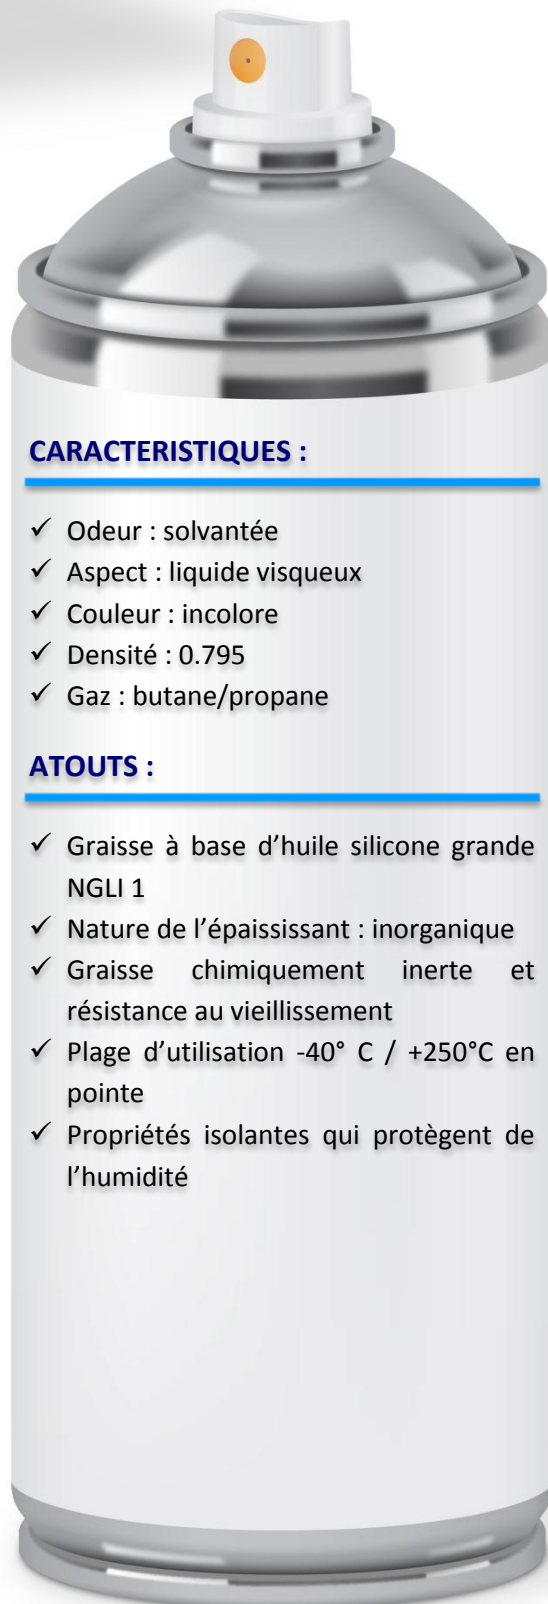 CARACTERISTIQUES :
✓ Odeur : solvantée
✓ Aspect : liquide visqueux
✓ Couleur : incolore
✓ Densité : 0.795
✓ Gaz : butane/propane
ATOUTS :
✓ Graisse à base d’huile silicone grande
NGLI 1
✓ Nature de l’épaississant : inorganique
✓ Graisse chimiquement inerte et
résistance au vieillissement
✓ Plage d’utilisation -40° C / +250°C en
pointe
✓ Propriétés isolantes qui protègent de
l’humidité